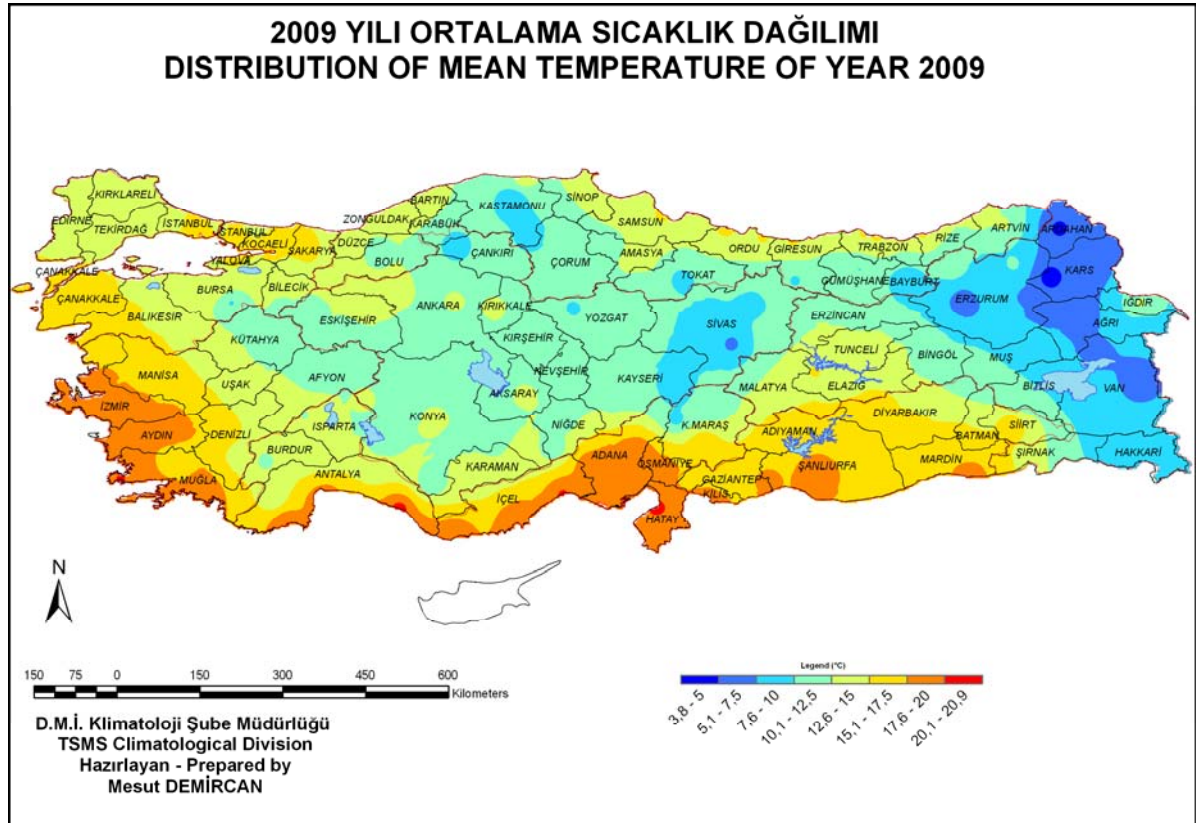 2009 YILI ORTALAMA SICAKLIK DAĞILIMI
DISTRIBUTION OF MEAN TEMPERATURE OF YEAR 2009
KIRKLARELİ
EDİRNE
TEKİRDAĞ
İSTANBUL
İSTANBUL
KOCAELİ
SAKARYA
YALOVA
DÜZCE
ZONGULDAK
BARTIN
KARABÜK
KASTAMONU
SİNOP
SAMSUN
ORDU
GİRESUN
TRABZON
RİZE
ARTVİN
ARDAHAN
KARS
IĞDIR
ÇANAKKALE
ÇANAKKALE
BALIKESİR
BURSA
BİLECİK
BOLU
ÇANKIRI
ÇORUM
AMASYA
TOKAT
GÜMÜŞHANE
BAYBURT
ERZURUM
AĞRI
KÜTAHYA
ESKİŞEHİR
ANKARA
KIRIKKALE
YOZGAT
SİVAS
ERZİNCAN
TUNCELİ
BİNGÖL
MUŞ
BİTLİS
VAN
MANİSA
UŞAK
AFYON
KIRŞEHİR
NEVŞEHİR
AKSARAY
KAYSERİ
MALATYA
ELAZIĞ
DİYARBAKIR
İZMİR
AYDIN
DENİZLİ
ISPARTA
BURDUR
KONYA
NİĞDE
K.MARAŞ
ADIYAMAN
BATMAN
SİİRT
ŞIRNAK
HAKKARİ
MUĞLA
ANTALYA
KARAMAN
İÇEL
ADANA
OSMANİYE
GAZİANTEP
KİLİS
ŞANLIURFA
MARDİN
HATAY
N
150 75 0 150 300 450 600
Kilometers
Legend (°C)
3,8 - 5
5,1 - 7,5
7,6 - 10
10,1 - 12,5
12,6 - 15
15,1 - 17,5
17,6 - 20
20,1 - 20,9
D.M.İ. Klimatoloji Şube Müdürlüğü
TSMS Climatological Division
Hazırlayan - Prepared by
Mesut DEMİRCAN